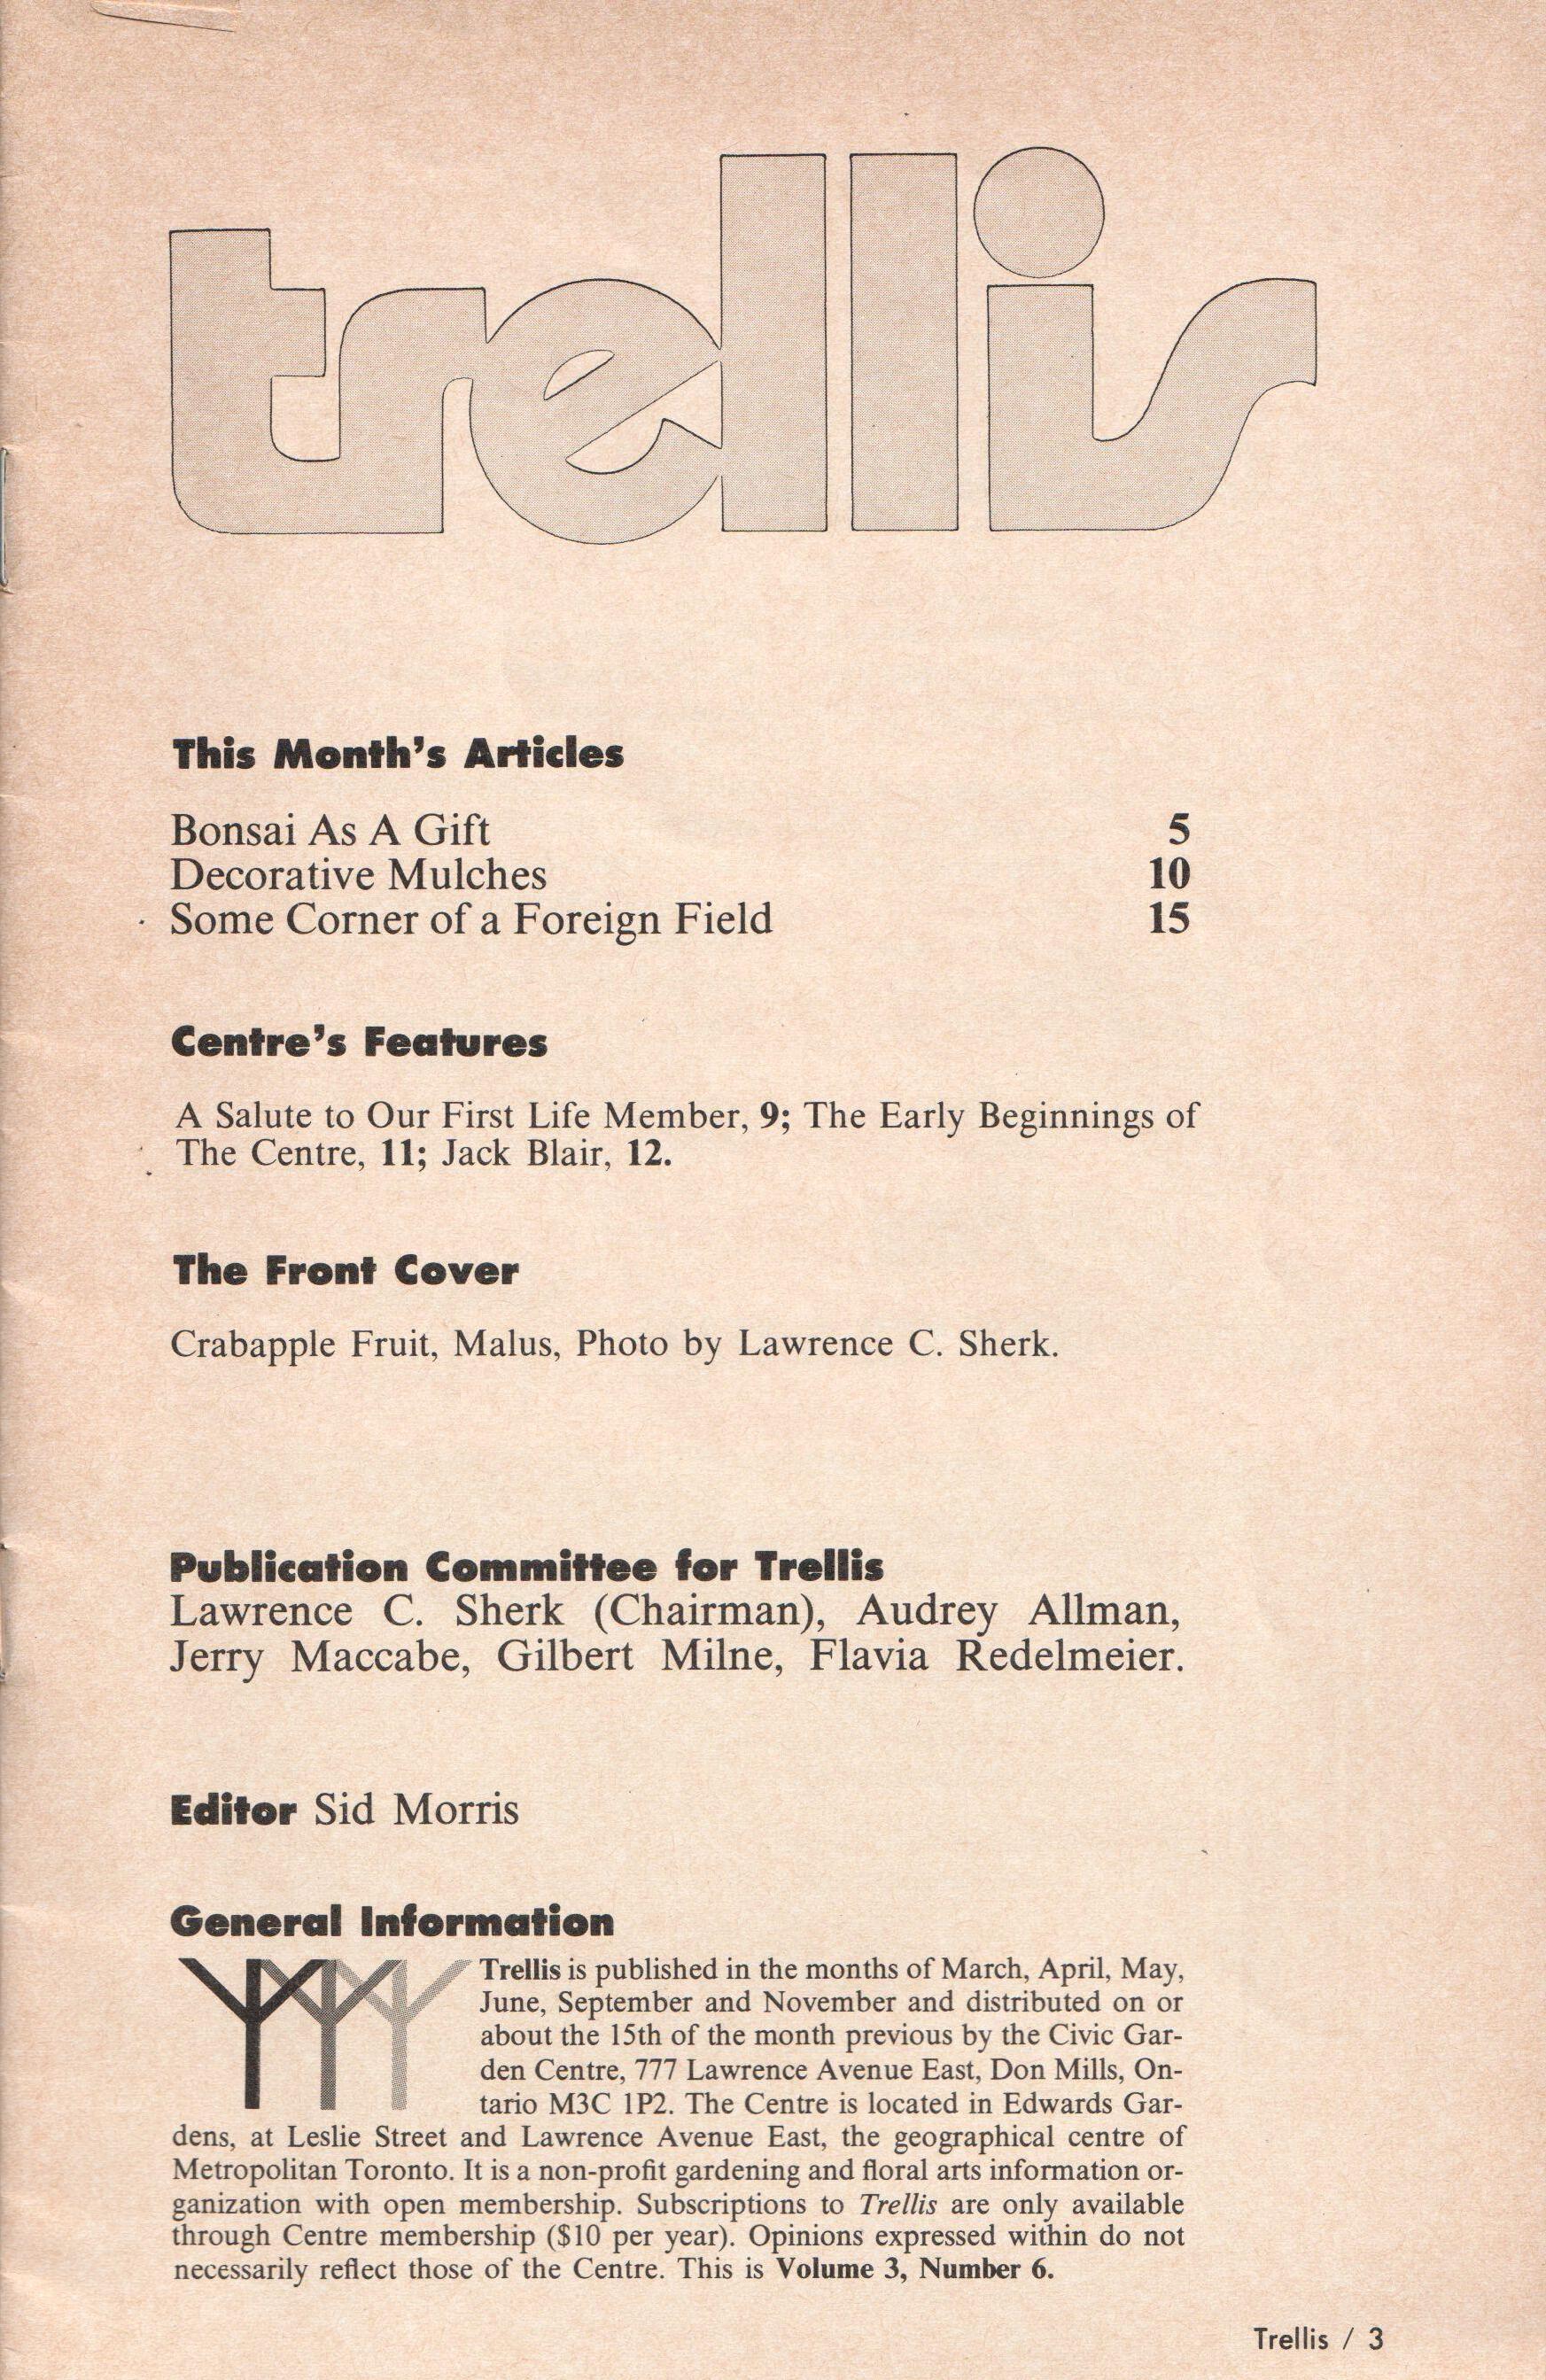 trellis
This Month's Articles
Bonsai As A Gift 5
Decorative Mulches 10
Some Corner of a Foreign Field 15
Centre's Features
A Salute to Our First Life Member, 9; The Early Beginnings of
The Centre, 11; Jack Blair, 12.
The Front Cover
Crabapple Fruit, Malus, Photo by Lawrence C. Sherk.
Publication Committee for Trellis
Lawrence C. Sherk (Chairman), Audrey Allman,
Jerry Maccabe, Gilbert Milne, Flavia Redelmeier.
Editor Sid Morris
General Information
Trellis is published in the months of March, April, May,
June, September and November and distributed on or
about the 15th of the month previous by the Civic Gar-
den Centre, 777 Lawrence Avenue East, Don Mills, On-
tario M3C 1P2. The Centre is located in Edwards Gar-
dens, at Leslie Street and Lawrence Avenue East, the geographical centre of
Metropolitan Toronto. It is a non-profit gardening and floral arts information or-
ganization with open membership. Subscriptions to Trellis are only available
through Centre membership ($10 per year). Opinions expressed within do not
necessarily reflect those of the Centre. This is Volume 3, Number 6.
Trellis / 3